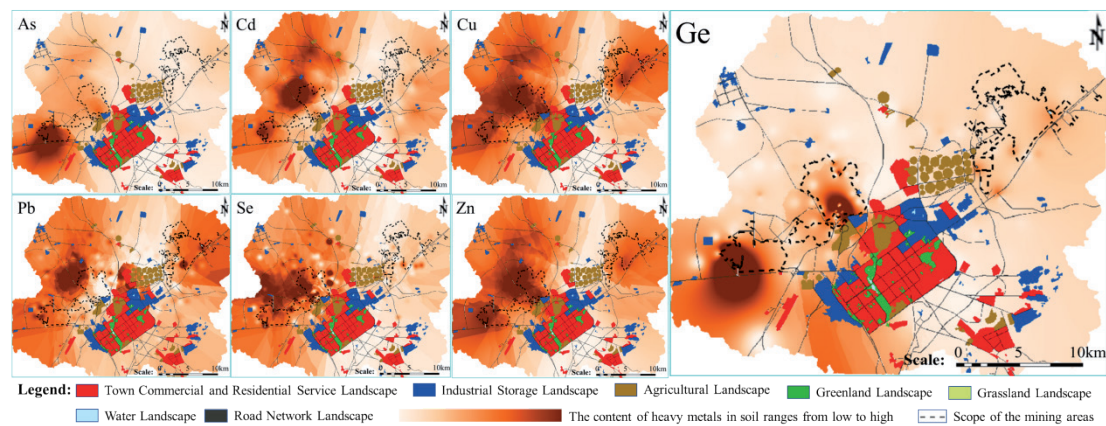 As
Cd
Cu
Ge
N
N
N
N
Scale: 0 5 10km
Scale: 0 5 10km
Scale: 0 5 10km
Pb
Se
Zn
N
N
N
Scale: 0 5 10km
Scale: 0 5 10km
Scale: 0 5 10km
Scale: 0 5 10km
Legend: Town Commercial and Residential Service Landscape Industrial Storage Landscape Agricultural Landscape Greenland Landscape Grassland Landscape
Water Landscape Road Network Landscape The content of heavy metals in soil ranges from low to high Scope of the mining areas